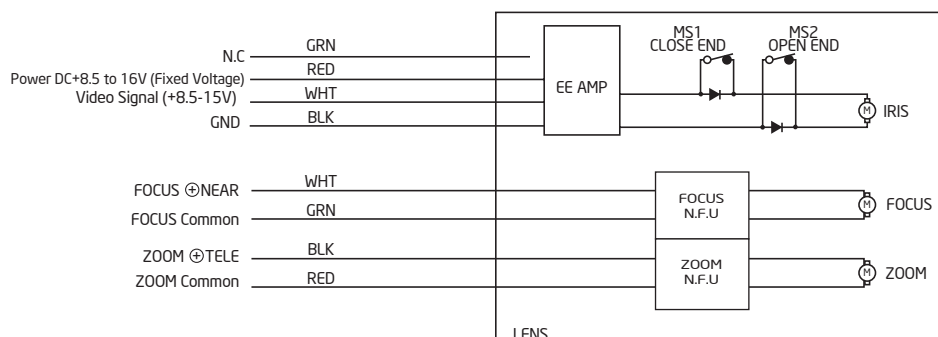 MS1
CLOSE END
MS2
OPEN END
N.C
GRN
Power DC+8.5 to 16V (Fixed Voltage)
RED
Video Signal (+8.5-15V)
WHT
GND
BLK
EE AMP
M
IRIS
FOCUS ⊕NEAR
WHT
FOCUS Common
GRN
FOCUS
N.F.U
M
FOCUS
ZOOM ⊕TELE
BLK
ZOOM Common
RED
ZOOM
N.F.U
M
ZOOM
LENS